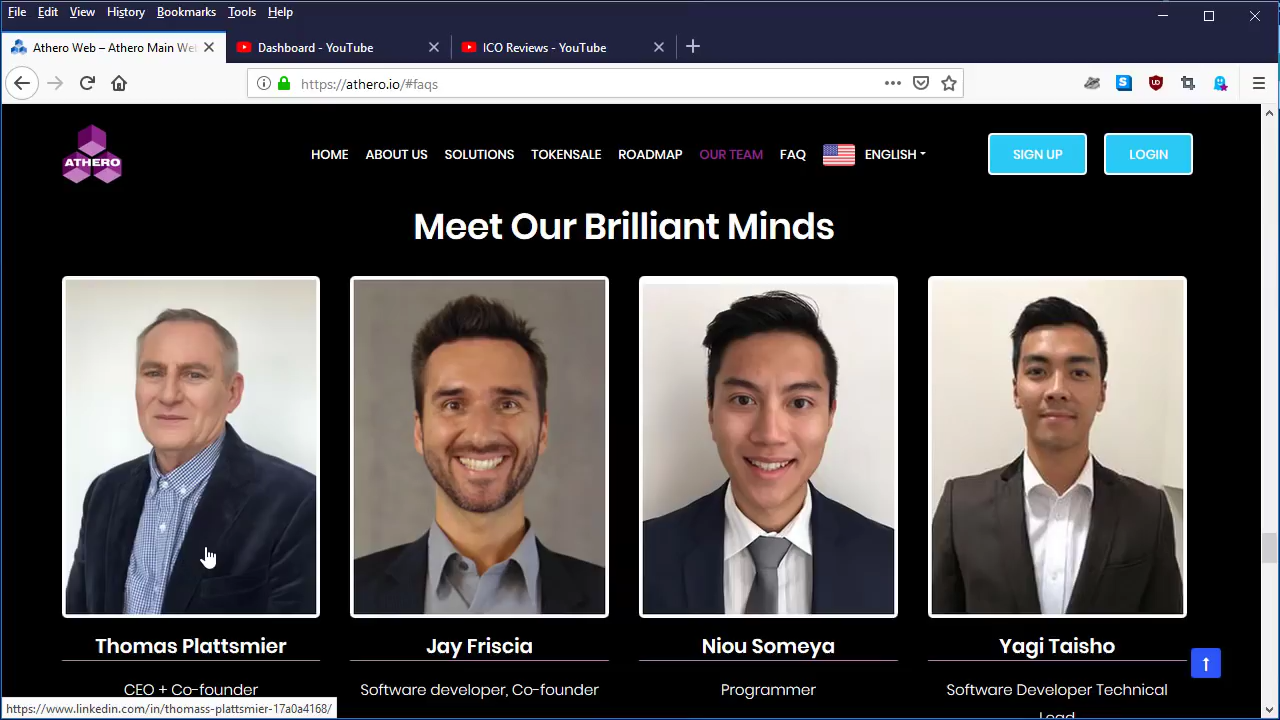 File Edit View History Bookmarks Tools Help
Athero Web – Athero Main We
Dashboard - YouTube
ICO Reviews - YouTube
https://athero.io/#faqs
S
ATHERO
HOME ABOUT US SOLUTIONS TOKENSALE ROADMAP OUR TEAM FAQ ENGLISH
SIGN UP
LOGIN
Meet Our Brilliant Minds
Thomas Plattsmier
Jay Friscia
Niou Someya
Yagi Taisho
CEO + Co-founder
Software developer, Co-founder
Programmer
Software Developer Technical
Lead
https://www.linkedin.com/in/thomass-plattsmier-17a0a4168/